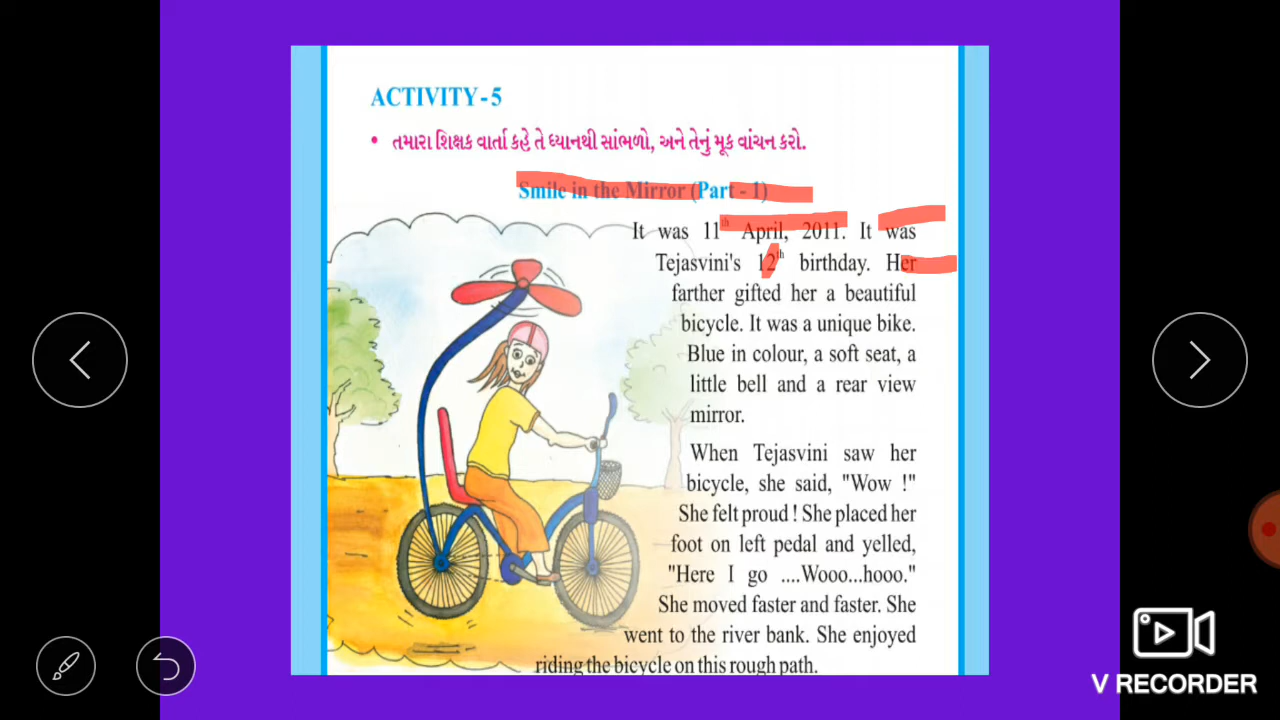 ACTIVITY - 5
• તમારા શિક્ષક વાર્તા કહે તે ધ્યાનથી સાંભળો, અને તેનું મૂક વાંચન કરો.
Smile in the Mirror (Part - 1)
It was 11th April, 2011. It was
Tejasvini's 12th birthday. Her
farther gifted her a beautiful
bicycle. It was a unique bike.
Blue in colour, a soft seat, a
little bell and a rear view
mirror.
When Tejasvini saw her
bicycle, she said, "Wow !"
She felt proud ! She placed her
foot on left pedal and yelled,
"Here I go ....Wooo...hooo."
She moved faster and faster. She
went to the river bank. She enjoyed
riding the bicycle on this rough path.
V RECORDER